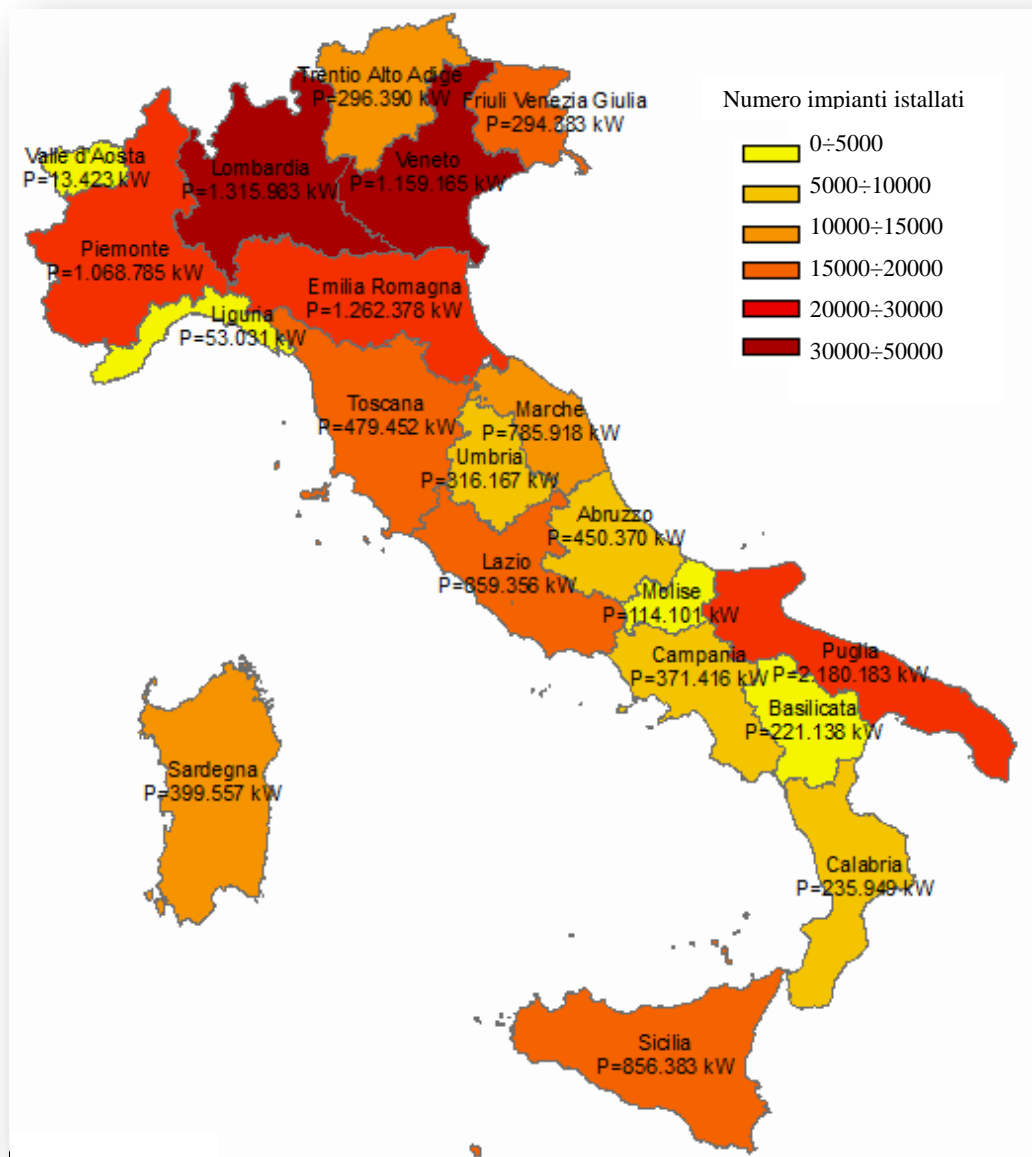 Trentio Alto Adige
P=296.390 kW
Friuli Venezia Giulia
P=294.383 kW
Numero impianti istallati
0÷5000
5000÷10000
10000÷15000
15000÷20000
20000÷30000
30000÷50000
Valle d'Aosta
P=13.423 kW
Lombardia
P=1.315.963 kW
Veneto
P=1.159.165 kW
Piemonte
P=1.068.785 kW
Emilia Romagna
P=1.262.378 kW
Liguria
P=53.031 kW
Toscana
P=479.452 kW
Marche
P=785.918 kW
Umbria
P=316.167 kW
Abruzzo
P=450.370 kW
Lazio
P=859.356 kW
Molise
P=114.101 kW
Campania
P=371.416 kW
Puglia
P=2.180.183 kW
Basilicata
P=221.138 kW
Sardegna
P=399.557 kW
Calabria
P=235.949 kW
Sicilia
P=856.383 kW